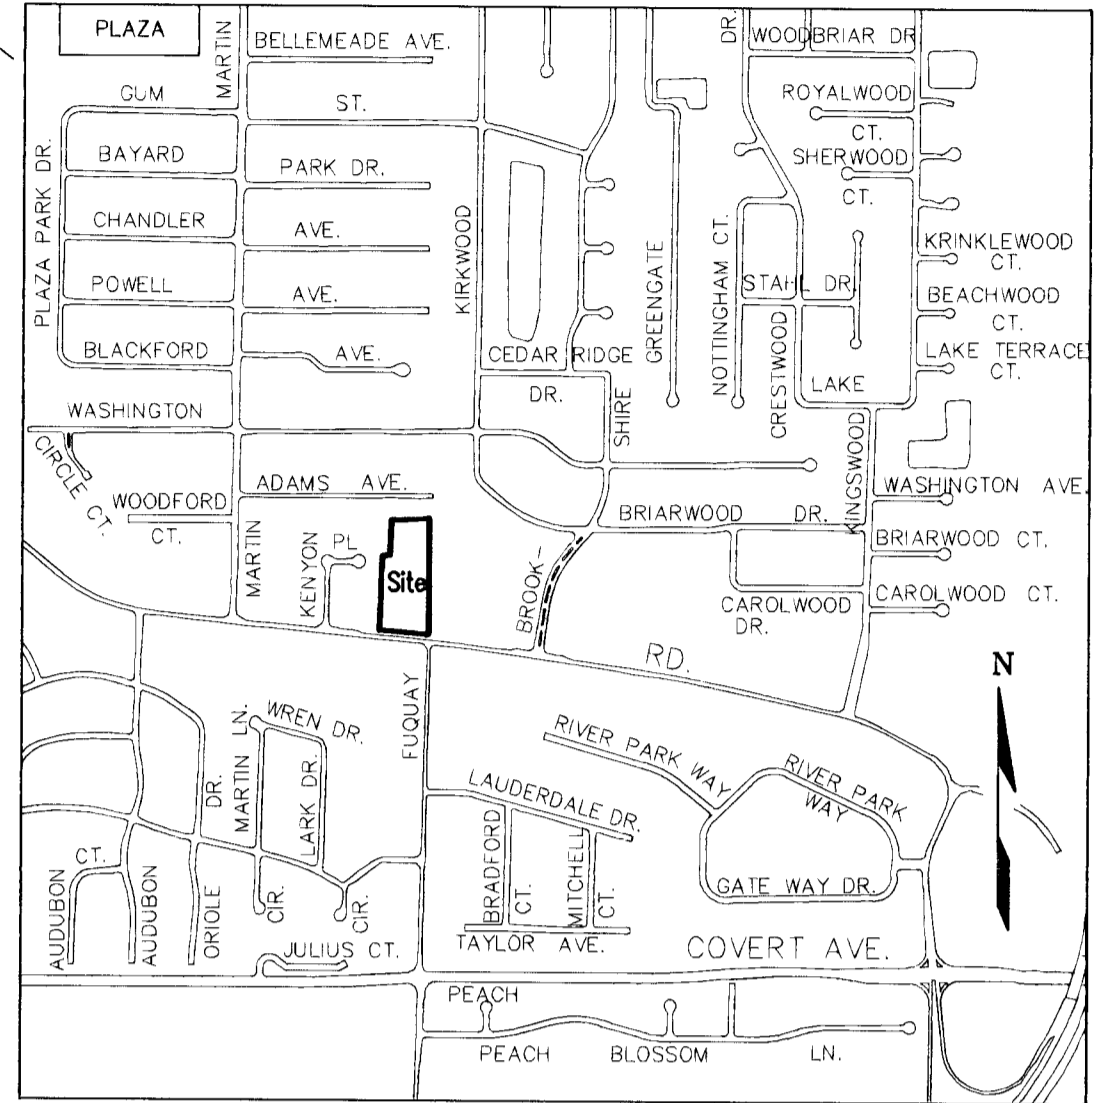 PLAZA
MARTIN
BELLEMEADE AVE.
DR.
WOODBRIAR DR
GUM
ST.
ROYALWOOD
CT.
BAYARD
PARK DR.
SHERWOOD
CT.
PLAZA PARK DR.
CHANDLER
AVE.
KIRKWOOD
GREENGATE
NOTTINGHAM CT.
KRINKLEWOOD
CT.
POWELL
AVE.
STAHL DR.
BEACHWOOD
CT.
BLACKFORD
AVE.
CEDAR RIDGE
DR.
SHIRE
CRESTWOOD
LAKE
LAKE TERRACE
CT.
WASHINGTON
CIRCLE CT.
KINGSWOOD
ADAMS AVE.
WASHINGTON AVE.
WOODFORD
CT.
BRIARWOOD DR.
BRIARWOOD CT.
MARTIN
KENYON
PL
Site
BROOK-
CAROLWOOD
DR.
CAROLWOOD CT.
RD.
N
FUQUAY
WREN DR.
MARTIN LN.
LARK DR.
DR.
RIVER PARK WAY
RIVER PARK
WAY
LAUDERDALE DR.
BRADFORD
CT.
MITCHELL
CT.
GATE WAY DR.
AUDUBON
CT.
AUDUBON
ORIOLE
CIR.
CIR.
TAYLOR AVE.
JULIUS CT.
COVERT AVE.
PEACH
PEACH BLOSSOM LN.